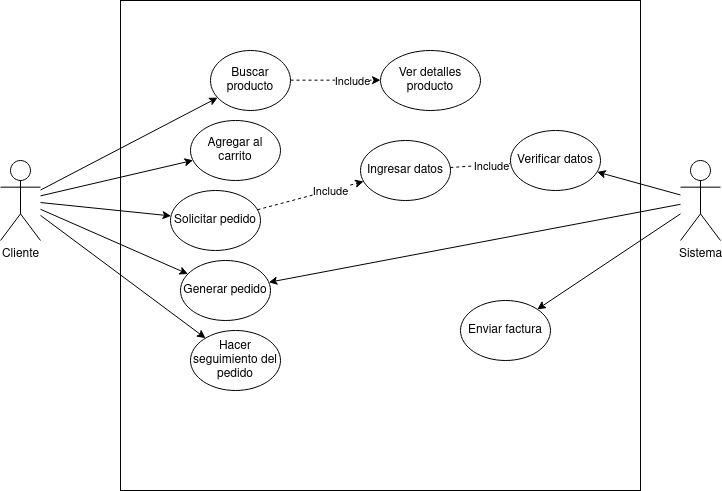 Buscar
producto
Include
Ver detalles
producto
Agregar al
carrito
Ingresar datos
Include
Verificar datos
Include
Solicitar pedido
Cliente
Sistema
Generar pedido
Enviar factura
Hacer
seguimiento del
pedido